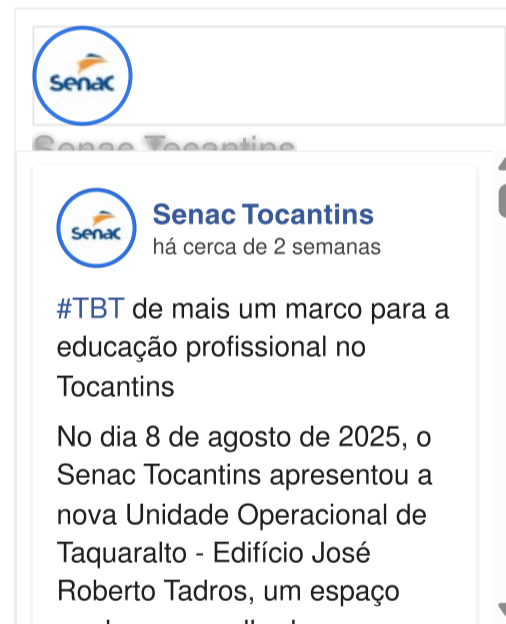 Senac
Senac Tocantins
Senac
Senac Tocantins
há cerca de 2 semanas
#TBT de mais um marco para a
educação profissional no
Tocantins
No dia 8 de agosto de 2025, o
Senac Tocantins apresentou a
nova Unidade Operacional de
Taquaralto - Edifício José
Roberto Tadros, um espaço